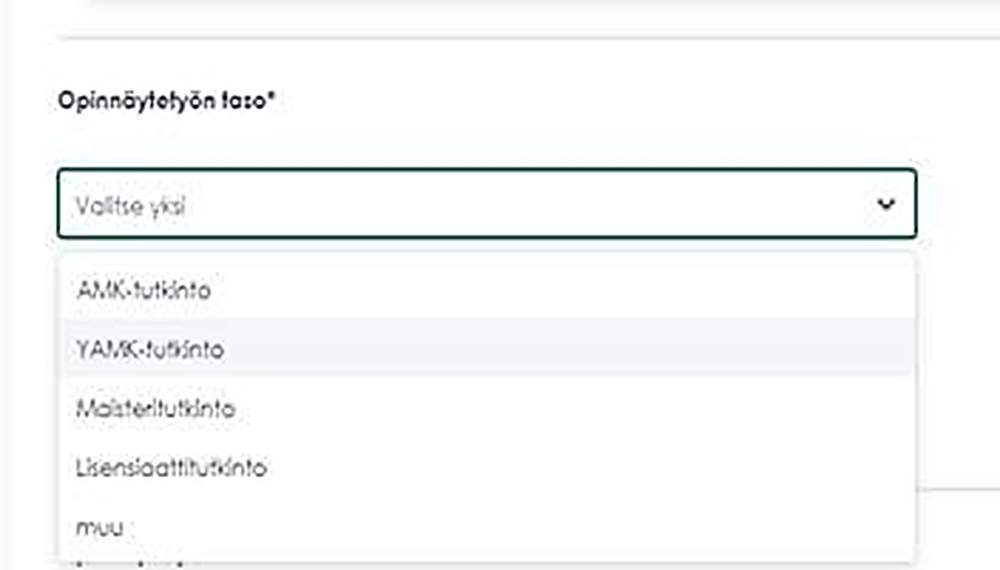 Opinnäytetyön taso*
Valitse yksi
AMK-tutkinto
YAMK-tutkinto
Maisteritutkinto
Lisensiaattitutkinto
muu